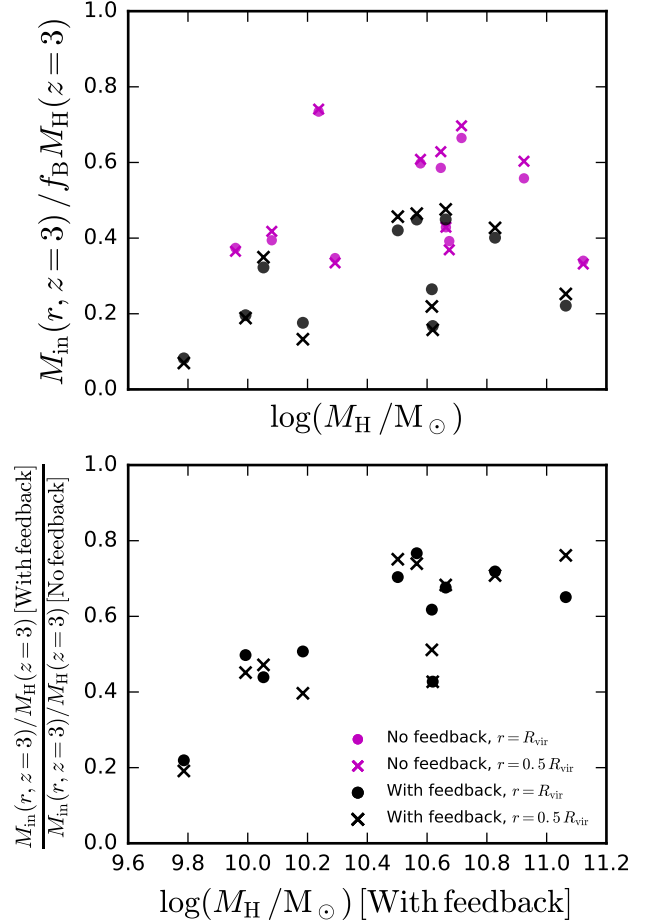 1.0
0.8
0.6
0.4
0.2
0.0
M_in(r, z=3)/f_B M_H(z=3)
log(M_H/M_⊙)
1.0
0.8
0.6
0.4
0.2
0.0
M_in(r, z=3)/M_H(z=3) [With feedback]
M_in(r, z=3)/M_H(z=3) [No feedback]
No feedback, r=R_vir
No feedback, r=0.5R_vir
With feedback, r=R_vir
With feedback, r=0.5R_vir
9.6 9.8 10.0 10.2 10.4 10.6 10.8 11.0 11.2
log(M_H/M_⊙) [With feedback]